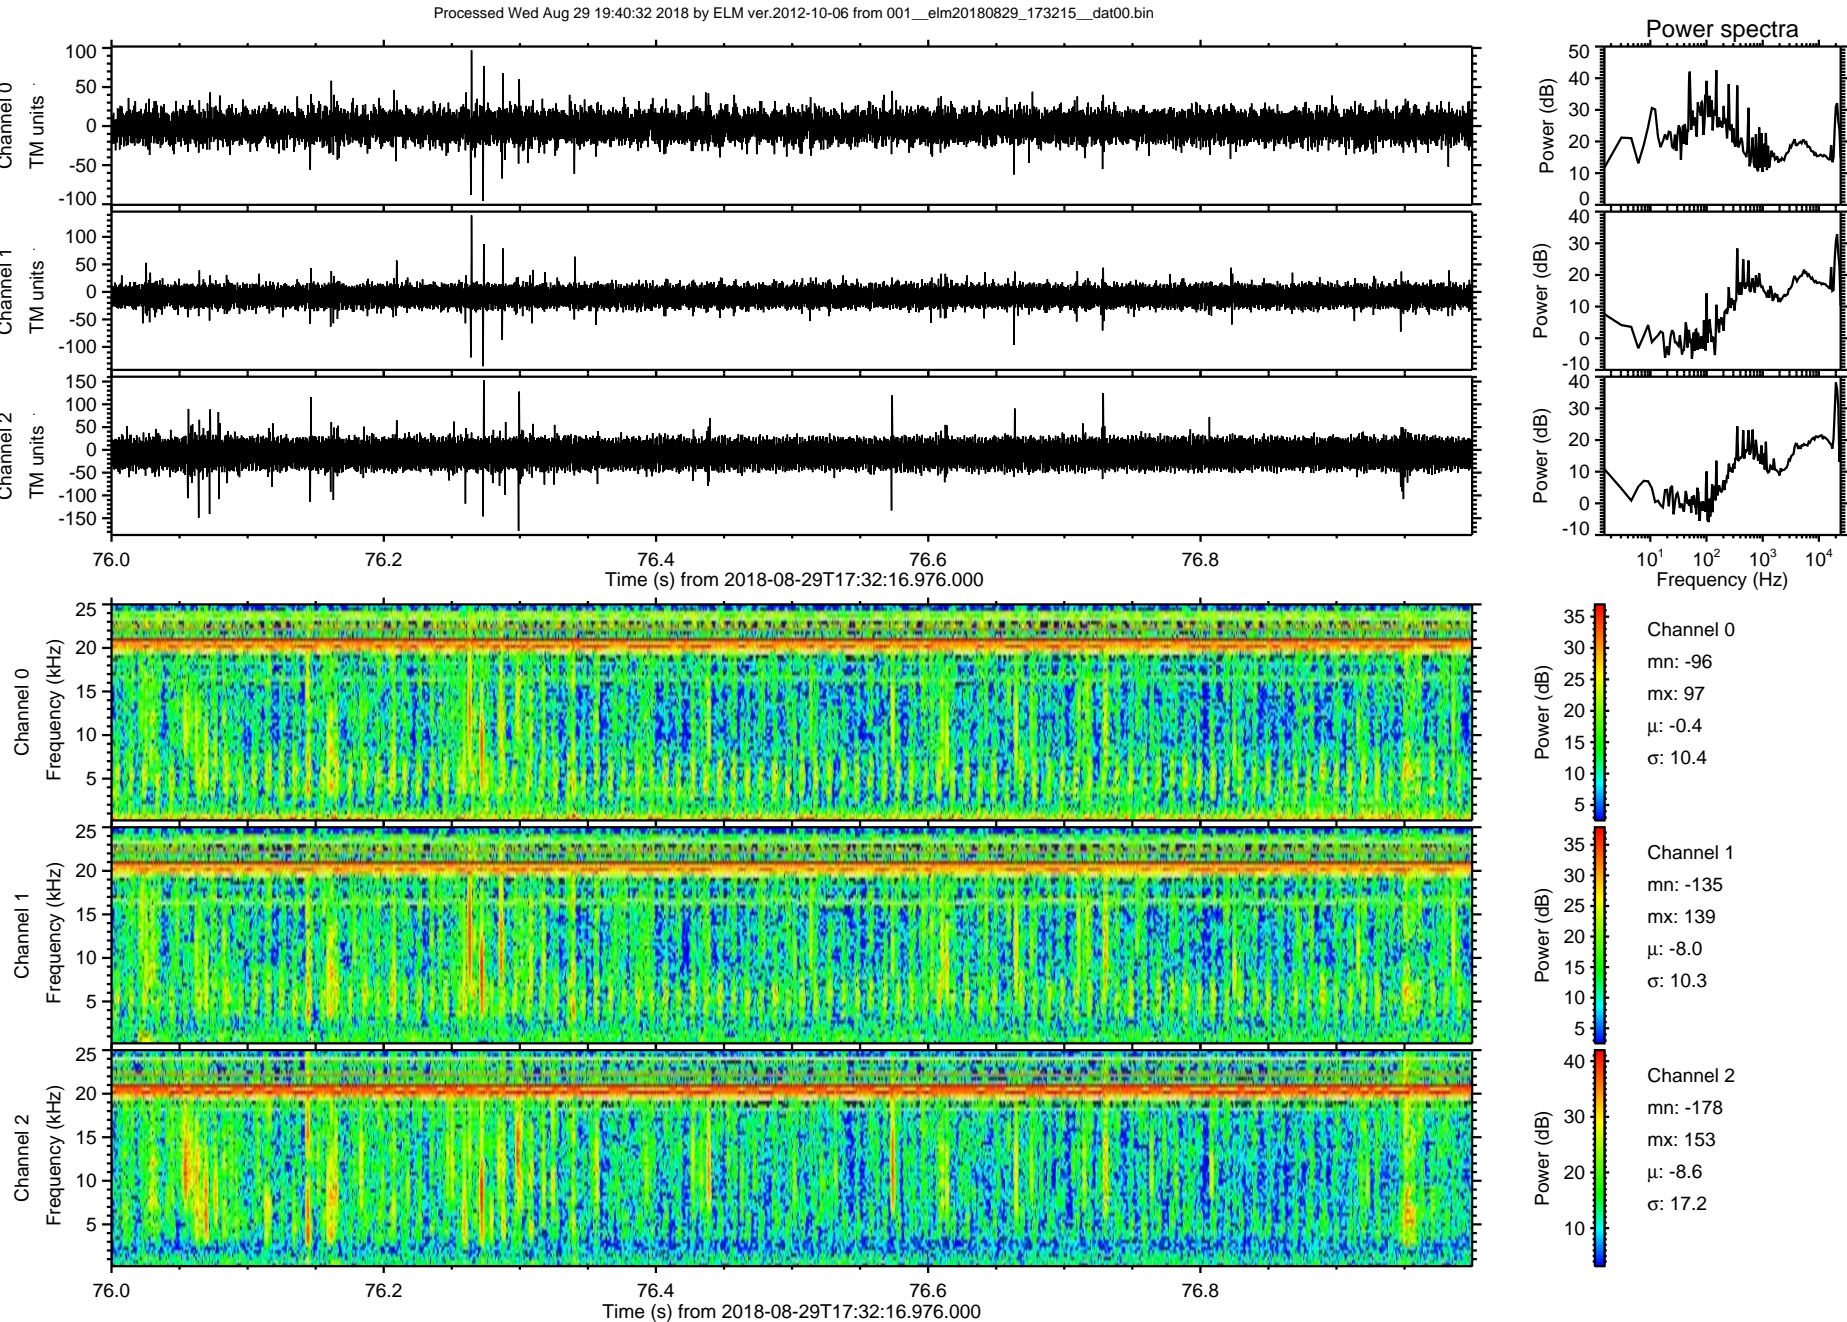 Processed Wed Aug 29 19:40:32 2018 by ELM ver.2012-10-06 from 001__elm20180829_173215__dat00.bin
Power spectra
Channel 0
TM units
100
50
0
-50
-100
Power (dB)
50
40
30
20
10
0
Channel 1
TM units
100
50
0
-50
-100
Power (dB)
40
30
20
10
0
-10
Channel 2
TM units
150
100
50
0
-50
-100
-150
Power (dB)
40
30
20
10
0
-10
76.0 76.2 76.4 76.6 76.8
Time (s) from 2018-08-29T17:32:16.976.000
10¹ 10² 10³ 10⁴
Frequency (Hz)
Channel 0
Frequency (kHz)
25
20
15
10
5
Power (dB)
35
30
25
20
15
10
5
Channel 0
mn: -96
mx: 97
μ: -0.4
σ: 10.4
Channel 1
Frequency (kHz)
25
20
15
10
5
Power (dB)
35
30
25
20
15
10
5
Channel 1
mn: -135
mx: 139
μ: -8.0
σ: 10.3
Channel 2
Frequency (kHz)
25
20
15
10
5
Power (dB)
40
30
20
10
Channel 2
mn: -178
mx: 153
μ: -8.6
σ: 17.2
76.0 76.2 76.4 76.6 76.8
Time (s) from 2018-08-29T17:32:16.976.000